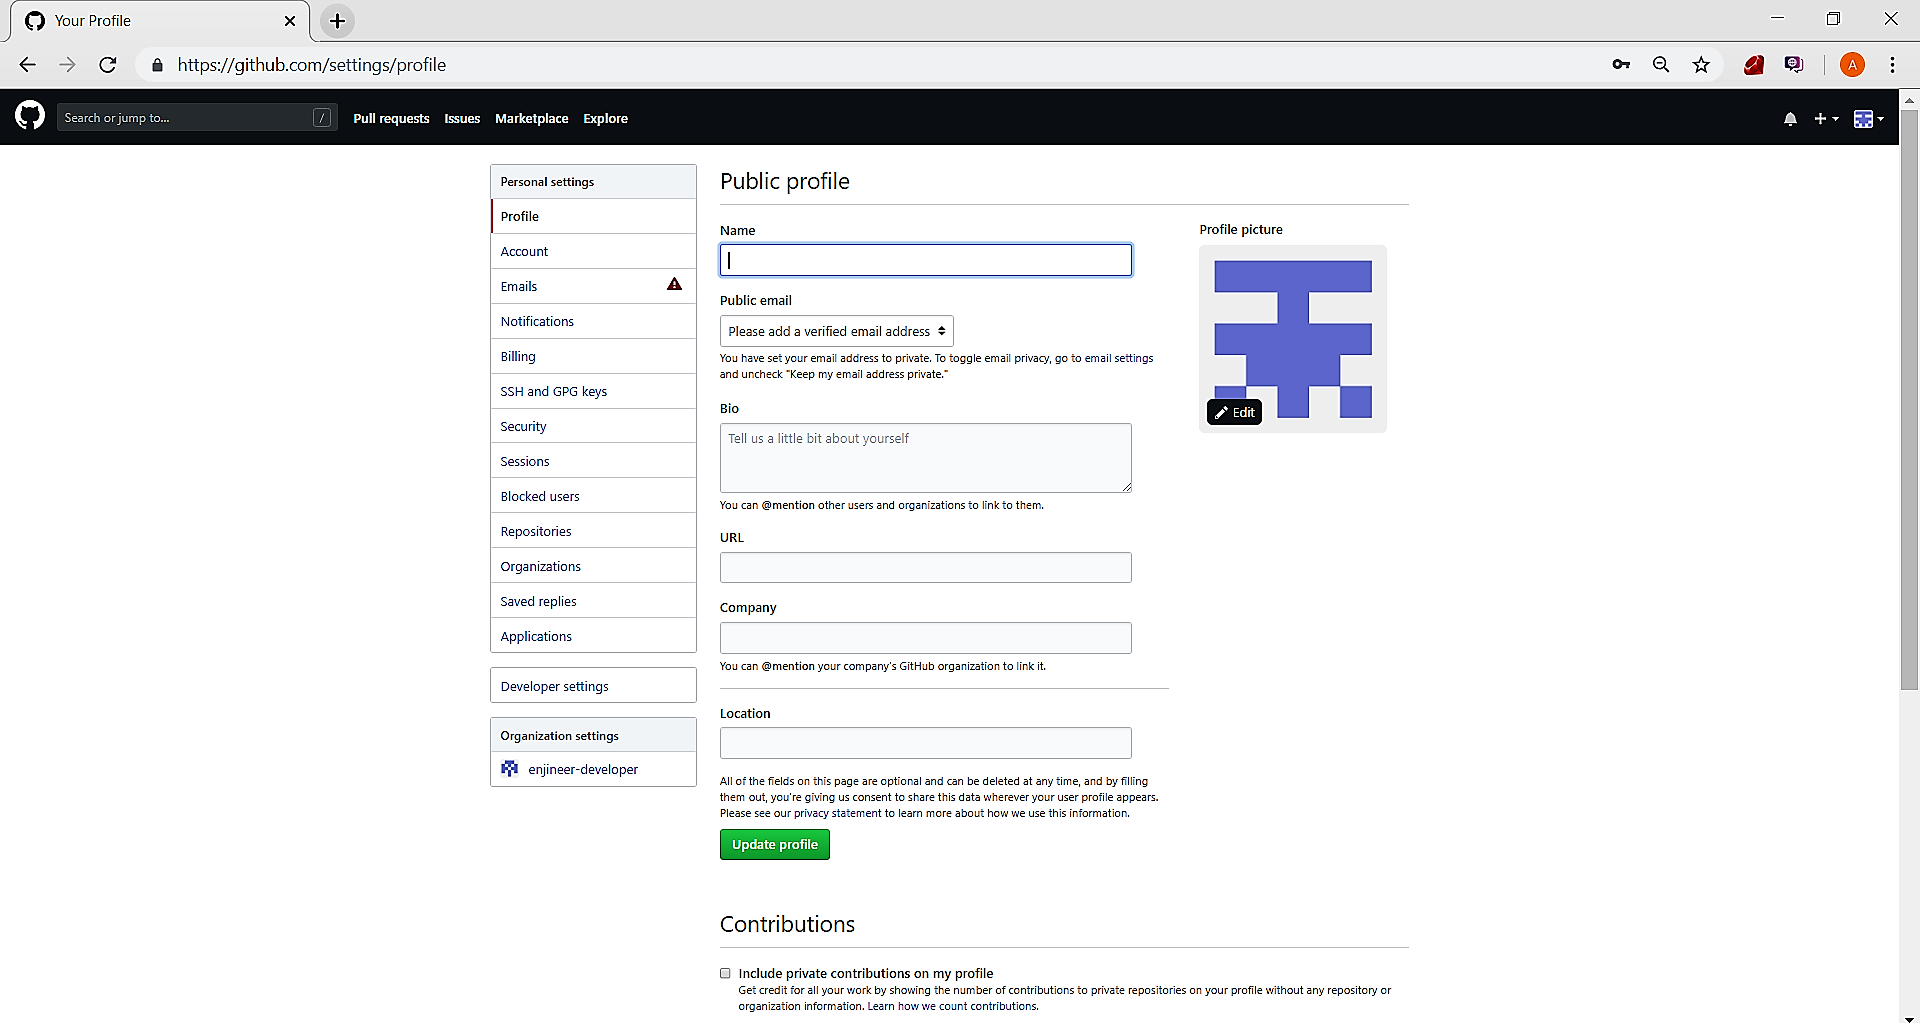 Your Profile
https://github.com/settings/profile
A
Search or jump to...
/
Pull requests
Issues
Marketplace
Explore
Personal settings
Profile
Account
Emails
Notifications
Billing
SSH and GPG keys
Security
Sessions
Blocked users
Repositories
Organizations
Saved replies
Applications
Developer settings
Organization settings
enjineer-developer
Public profile
Name
Public email
Please add a verified email address
You have set your email address to private. To toggle email privacy, go to email settings
and uncheck "Keep my email address private."
Bio
Tell us a little bit about yourself
You can @mention other users and organizations to link to them.
URL
Company
You can @mention your company's GitHub organization to link it.
Location
All of the fields on this page are optional and can be deleted at any time, and by filling
them out, you're giving us consent to share this data wherever your user profile appears.
Please see our privacy statement to learn more about how we use this information.
Update profile
Profile picture
Edit
Contributions
Include private contributions on my profile
Get credit for all your work by showing the number of contributions to private repositories on your profile without any repository or
organization information. Learn how we count contributions.